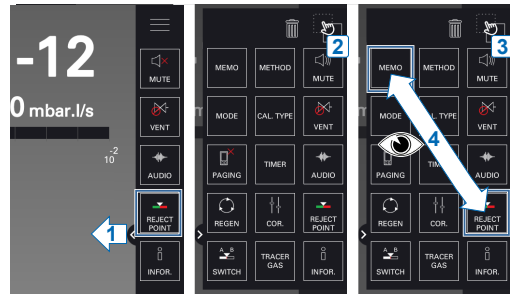 -12
0 mbar.l/s
-2
10
MUTE
VENT
AUDIO
REJECT
POINT
INFOR.
1
2
MEMO
METHOD
MUTE
MODE
CAL. TYPE
VENT
PAGING
TIMER
AUDIO
REGEN
COR.
REJECT
POINT
A B
SWITCH
TRACER
GAS
INFOR.
3
MEMO
METHOD
MUTE
MODE
L. TYPE
VENT
4
PAGING
TIM
AUDIO
REGEN
COR.
REJECT
POINT
A B
SWITCH
TRACER
GAS
INFOR.